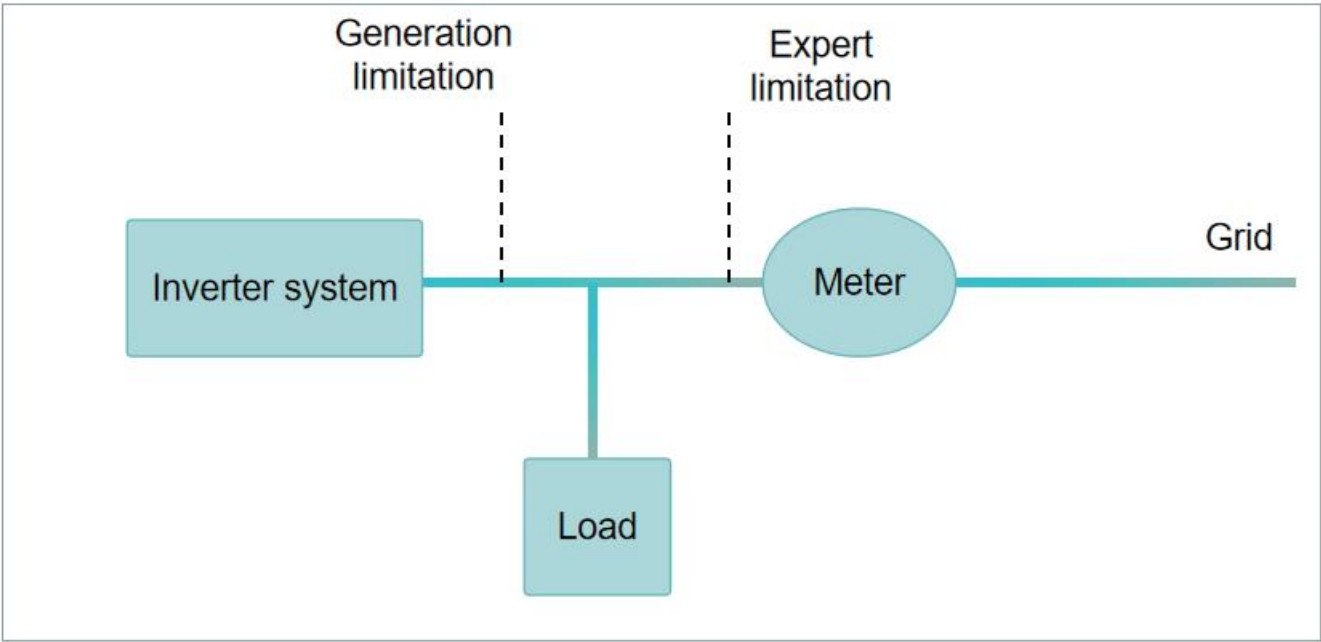 Generation
limitation
Expert
limitation
Grid
Inverter system
Meter
Load